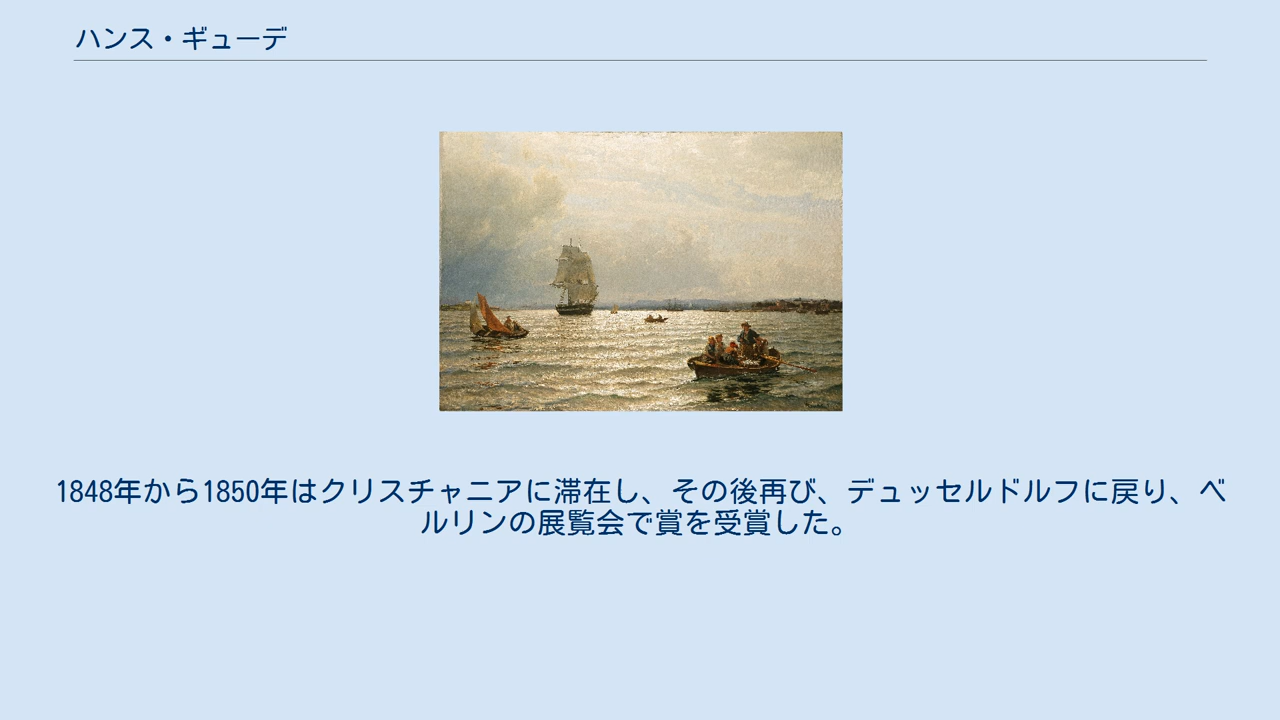 ハンス・ギューデ
1848年から1850年はクリスチャニアに滞在し、その後再び、デュッセルドルフに戻り、ベ
ルリンの展覧会で賞を受賞した。